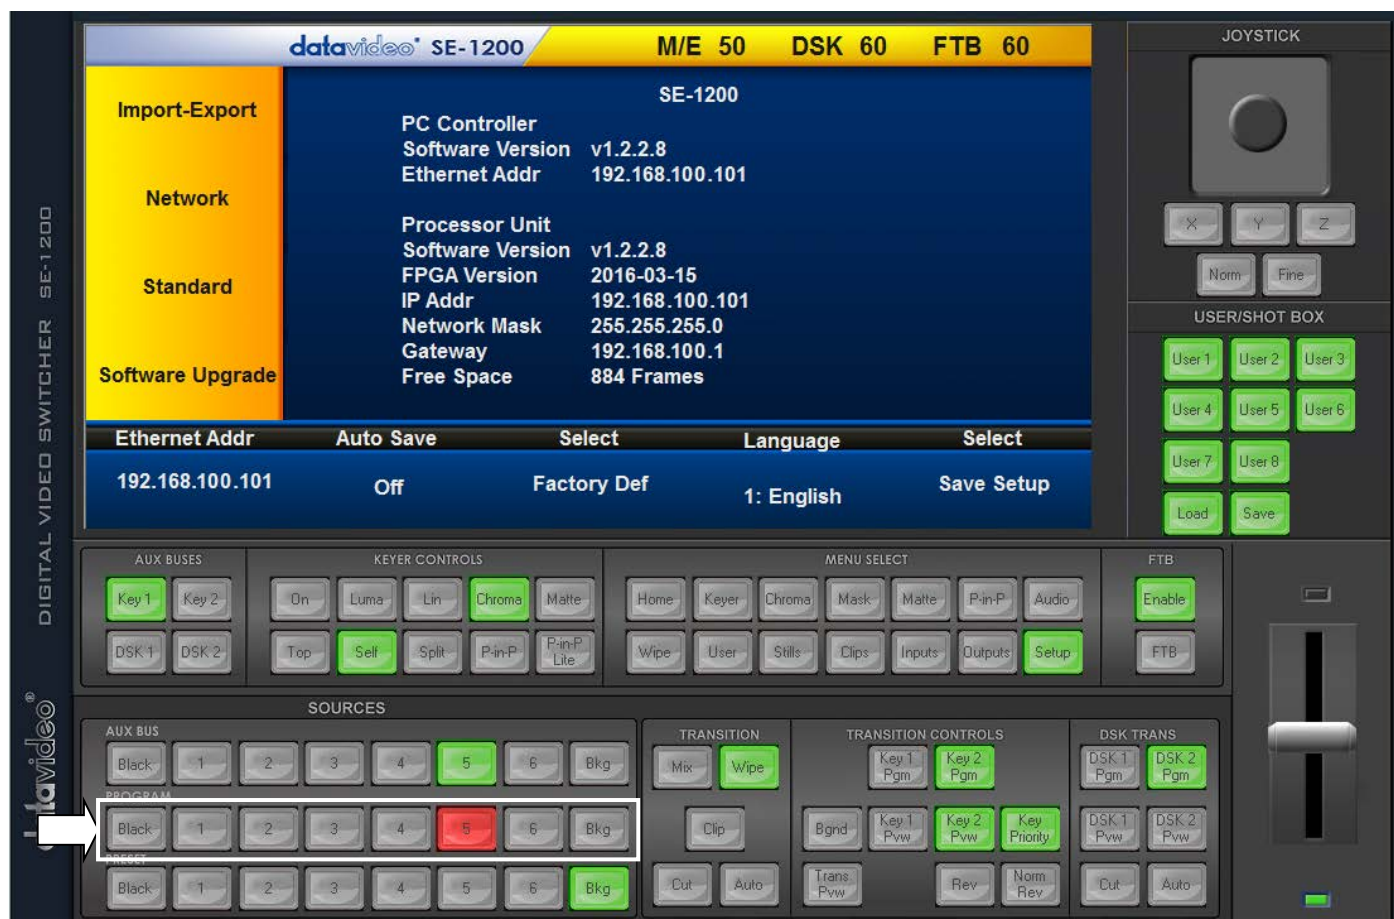 datavideo SE-1200 M/E 50 DSK 60 FTB 60
Import-Export
Network
Standard
Software Upgrade
SE-1200
PC Controller
Software Version v1.2.2.8
Ethernet Addr 192.168.100.101
Processor Unit
Software Version v1.2.2.8
FPGA Version 2016-03-15
IP Addr 192.168.100.101
Network Mask 255.255.255.0
Gateway 192.168.100.1
Free Space 884 Frames
Ethernet Addr Auto Save Select Language Select
192.168.100.101 Off Factory Def 1: English Save Setup
JOYSTICK
X Y Z
Norm Fine
USER/SHOT BOX
User 1 User 2 User 3
User 4 User 5 User 6
User 7 User 8
Load Save
DIGITAL VIDEO SWITCHER SE-1200
datavideo®
AUX BUSES
Key 1 Key 2
DSK 1 DSK 2
KEYER CONTROLS
On Luma Lin Chroma Matte
Top Self Split P-in-P P-in-P Lite
MENU SELECT
Home Keyer Chroma Mask Matte P-in-P Audio
Wipe User Stills Clips Inputs Outputs Setup
FTB
Enable
FTB
SOURCES
AUX BUS
Black 1 2 3 4 5 6 Bkg
PROGRAM
Black 1 2 3 4 5 6 Bkg
PRESET
Black 1 2 3 4 5 6 Bkg
TRANSITION
Mix Wipe
Clip
Cut Auto
TRANSITION CONTROLS
Key 1 Pgm Key 2 Pgm
Bgnd Key 1 Pvw Key 2 Pvw Key Priority
Trans Pvw Rev Norm Rev
DSK TRANS
DSK 1 Pgm DSK 2 Pgm
DSK 1 Pvw DSK 2 Pvw
Cut Auto